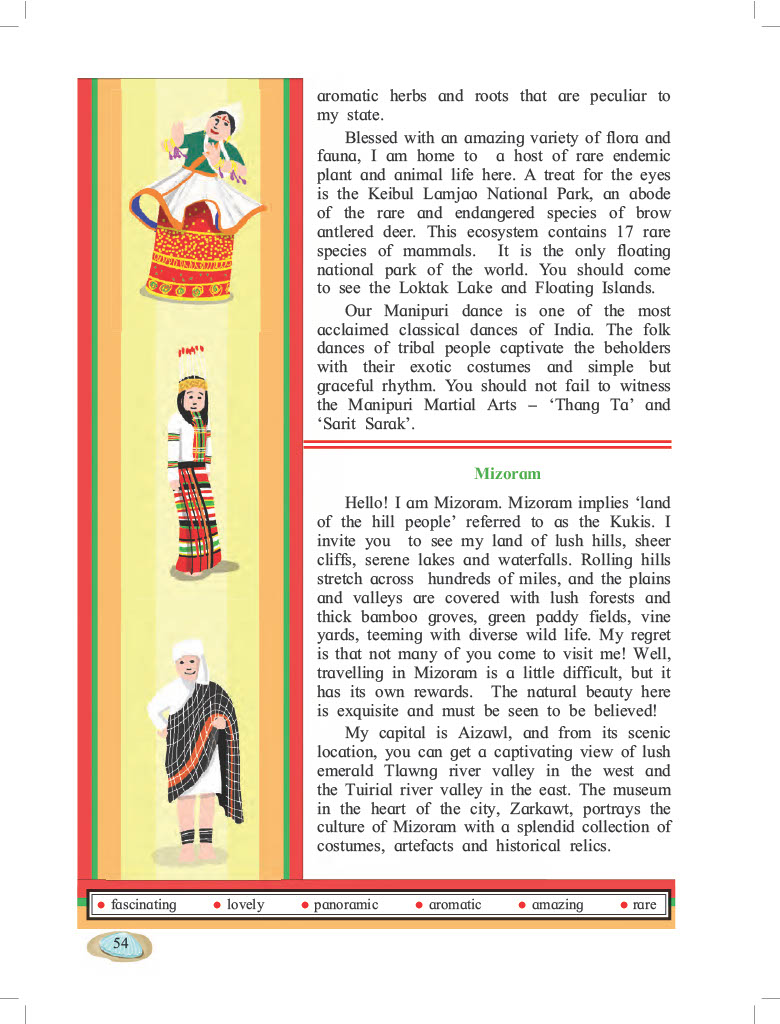 aromatic herbs and roots that are peculiar to
my state.
Blessed with an amazing variety of flora and
fauna, I am home to a host of rare endemic
plant and animal life here. A treat for the eyes
is the Keibul Lamjao National Park, an abode
of the rare and endangered species of brow
antlered deer. This ecosystem contains 17 rare
species of mammals. It is the only floating
national park of the world. You should come
to see the Loktak Lake and Floating Islands.
Our Manipuri dance is one of the most
acclaimed classical dances of India. The folk
dances of tribal people captivate the beholders
with their exotic costumes and simple but
graceful rhythm. You should not fail to witness
the Manipuri Martial Arts – ‘Thang Ta’ and
‘Sarit Sarak’.
Mizoram
Hello! I am Mizoram. Mizoram implies ‘land
of the hill people’ referred to as the Kukis. I
invite you to see my land of lush hills, sheer
cliffs, serene lakes and waterfalls. Rolling hills
stretch across hundreds of miles, and the plains
and valleys are covered with lush forests and
thick bamboo groves, green paddy fields, vine
yards, teeming with diverse wild life. My regret
is that not many of you come to visit me! Well,
travelling in Mizoram is a little difficult, but it
has its own rewards. The natural beauty here
is exquisite and must be seen to be believed!
My capital is Aizawl, and from its scenic
location, you can get a captivating view of lush
emerald Tlawng river valley in the west and
the Tuirial river valley in the east. The museum
in the heart of the city, Zarkawt, portrays the
culture of Mizoram with a splendid collection of
costumes, artefacts and historical relics.
• fascinating • lovely • panoramic • aromatic • amazing • rare
54